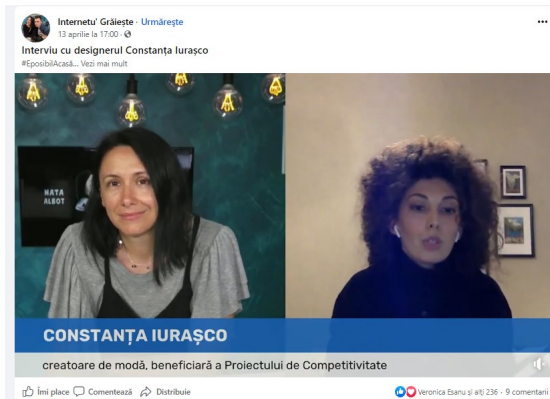 Internetu' Grăiește · Urmărește
13 aprilie la 17:00 ·
Interviu cu designerul Constanța Iurașco
#EposibilAcasă... Vezi mai mult
NATA
ALBOT
CONSTANȚA IURAȘCO
creatoare de modă, beneficiară a Proiectului de Competitivitate
Îmi place Comentează Distribuie
Veronica Esanu și alți 236 · 9 comentarii